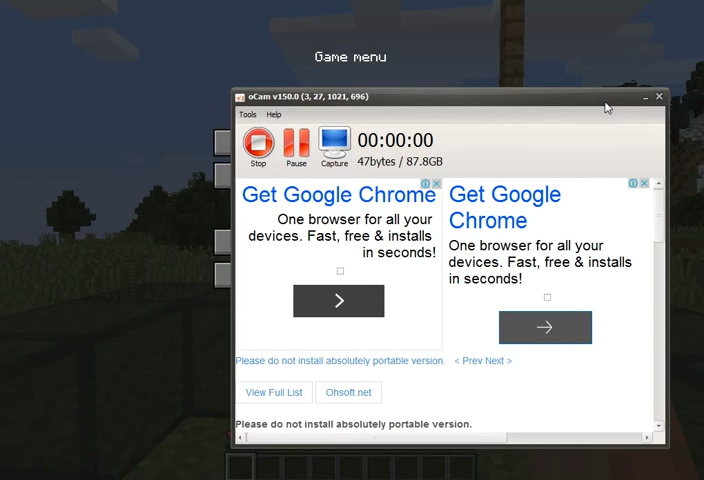 Game menu
oCam v150.0 (3, 27, 1021, 696)
Tools Help
00:00:00
47bytes / 87.8GB
Stop Pause Capture
Get Google Chrome
One browser for all your
devices. Fast, free & installs
in seconds!
Get Google
Chrome
One browser for all your
devices. Fast, free & installs
in seconds!
Please do not install absolutely portable version. < Prev Next >
View Full List Ohsoft.net
Please do not install absolutely portable version.